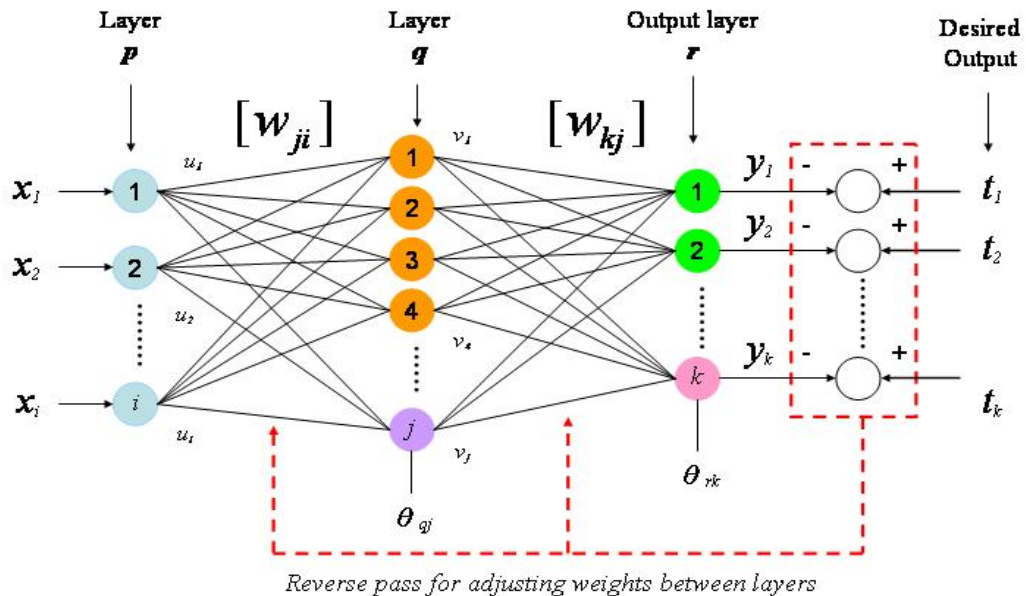 Layer
p
Layer
q
Output layer
r
Desired
Output
[w_ji]
[w_kj]
x_1
x_2
x_i
1
2
i
u_1
u_2
u_1
1
2
3
4
j
v_1
v_4
v_j
θ_qj
1
2
k
θ_rk
y_1 - +
y_2 - +
y_k - +
t_1
t_2
t_k
Reverse pass for adjusting weights between layers